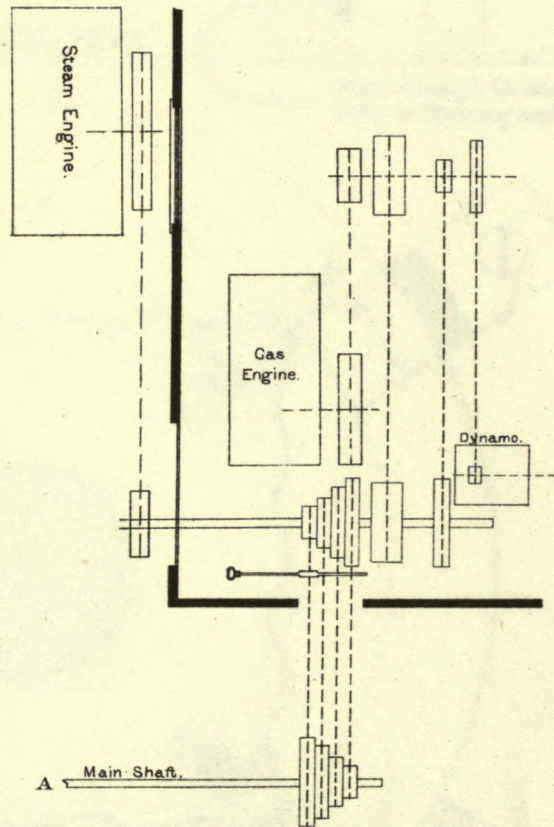 Steam Engine.
Gas
Engine.
Dynamo.
Main Shaft.
A